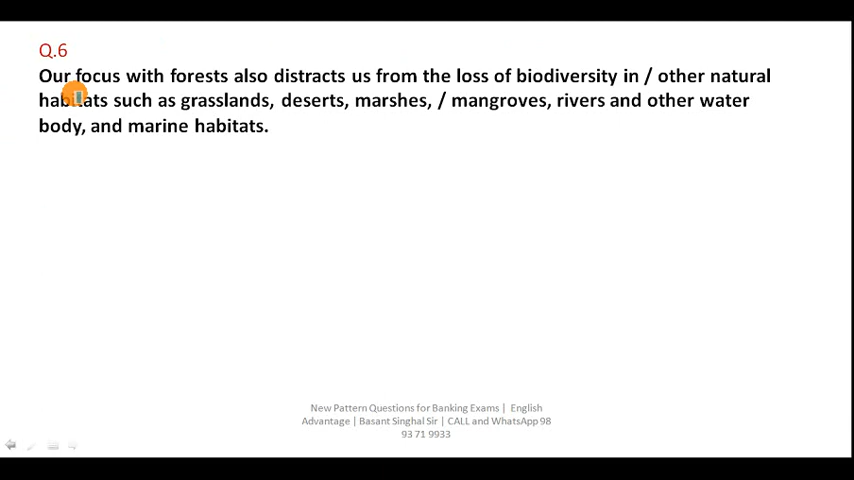 Q.6
Our focus with forests also distracts us from the loss of biodiversity in / other natural
habitats such as grasslands, deserts, marshes, / mangroves, rivers and other water
body, and marine habitats.
New Pattern Questions for Banking Exams | English
Advantage | Basant Singhal Sir | CALL and WhatsApp 98
93 71 9933